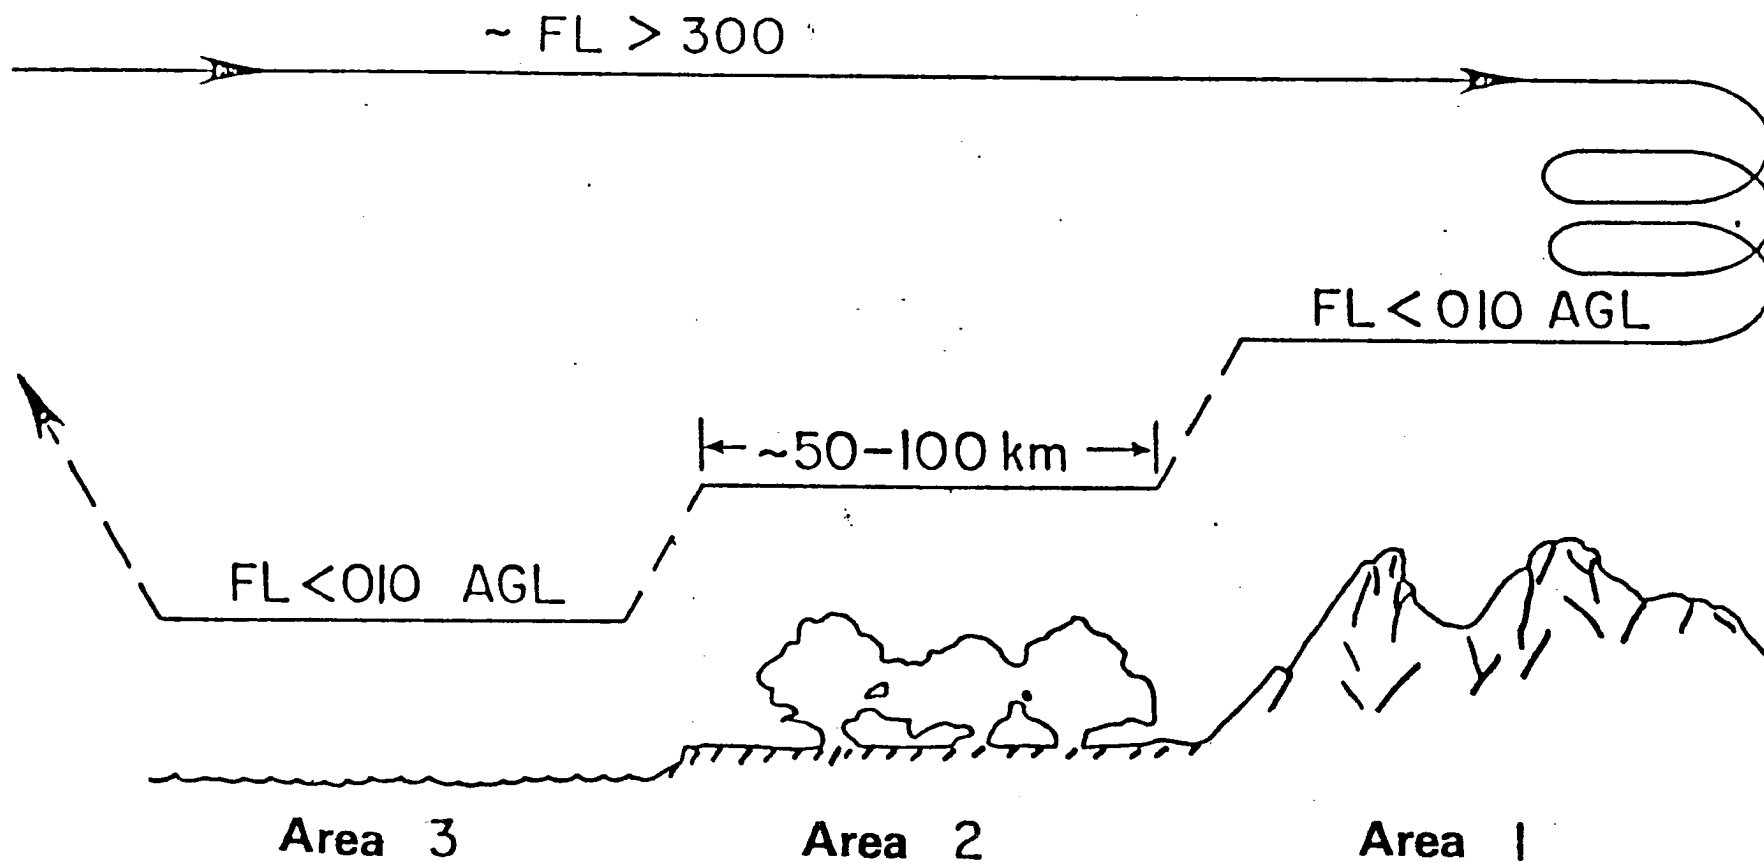 ~ FL > 300
FL < 010 AGL
~50-100 km
FL < 010 AGL
Area 3 Area 2 Area 1